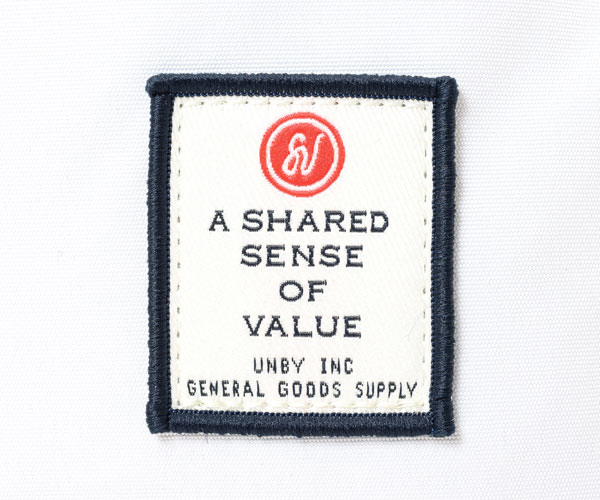 A SHARED
SENSE
OF
VALUE
UNBY INC
GENERAL GOODS SUPPLY